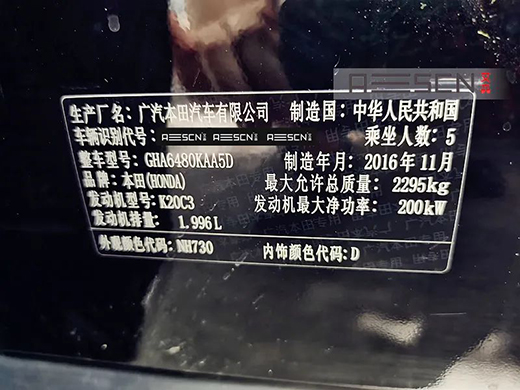 AESCN
生产厂名：广汽本田汽车有限公司 制造国：中华人民共和国
车辆识别代号：AESCN AESCN AESCN 乘坐人数：5
整车型号：GHA6480KAA5D 制造年月：2016年11月
品牌：本田(HONDA) 最大允许总质量：2295kg
发动机型号：K20C3 发动机最大净功率：200kW
发动机排量：1.996L
外观颜色代码：NH730 内饰颜色代码：D